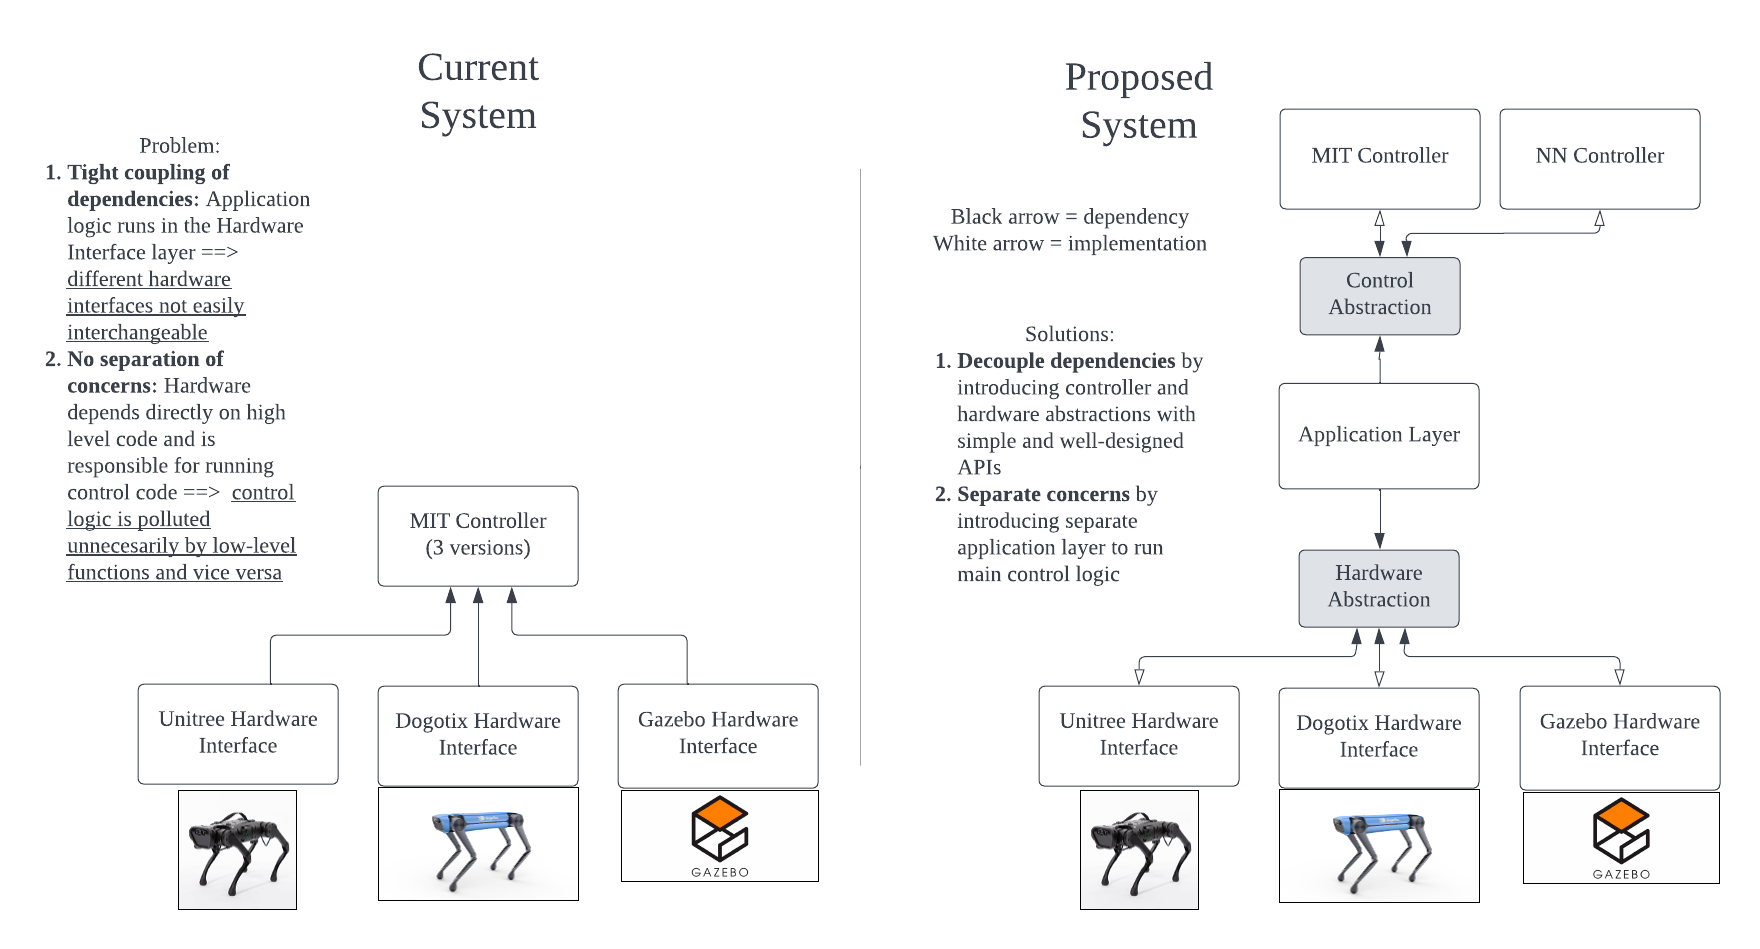 Current
System
Problem:
1. Tight coupling of
dependencies: Application
logic runs in the Hardware
Interface layer ==>
different hardware
interfaces not easily
interchangeable
2. No separation of
concerns: Hardware
depends directly on high
level code and is
responsible for running
control code ==> control
logic is polluted
unnecesarily by low-level
functions and vice versa
MIT Controller
(3 versions)
Unitree Hardware
Interface
Dogotix Hardware
Interface
Gazebo Hardware
Interface
GAZEBO
Proposed
System
Black arrow = dependency
White arrow = implementation
Solutions:
1. Decouple dependencies by
introducing controller and
hardware abstractions with
simple and well-designed
APIs
2. Separate concerns by
introducing separate
application layer to run
main control logic
MIT Controller
NN Controller
Control
Abstraction
Application Layer
Hardware
Abstraction
Unitree Hardware
Interface
Dogotix Hardware
Interface
Gazebo Hardware
Interface
GAZEBO